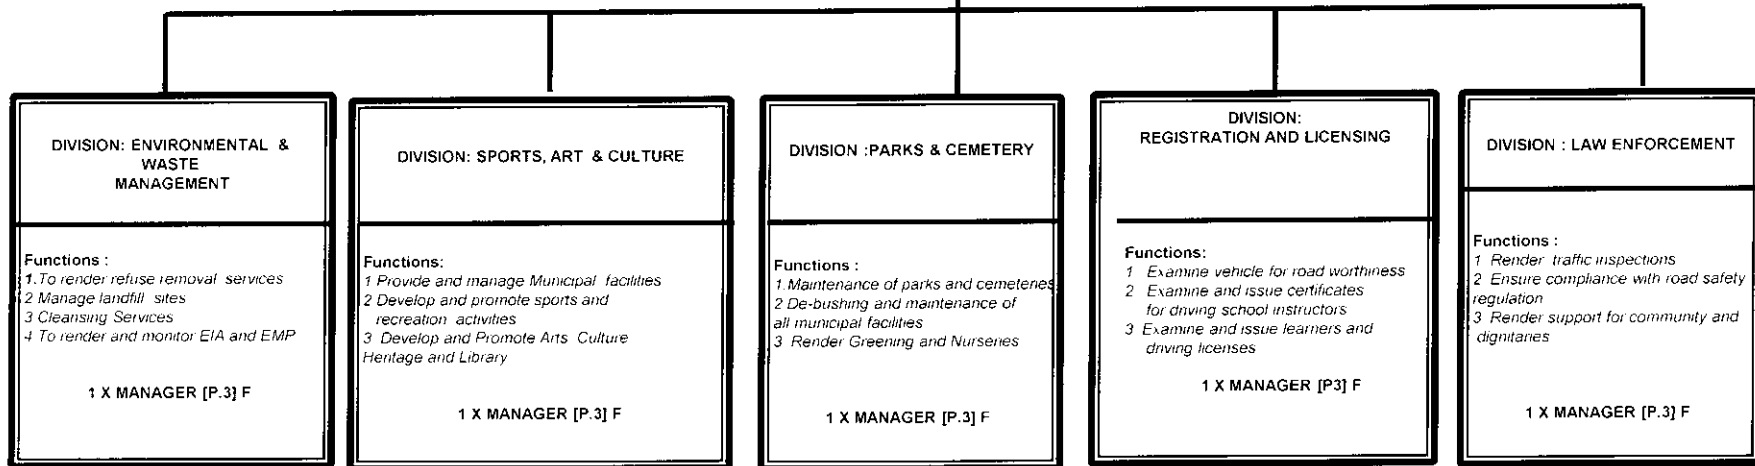 DIVISION: ENVIRONMENTAL &
WASTE
MANAGEMENT
Functions :
1.To render refuse removal services
2 Manage landfill sites
3 Cleansing Services
4 To render and monitor EIA and EMP
1 X MANAGER [P.3] F
DIVISION: SPORTS, ART & CULTURE
Functions :
1 Provide and manage Municipal facilities
2 Develop and promote sports and
recreation activities
3 Develop and Promote Arts Culture
Heritage and Library
1 X MANAGER [P.3] F
DIVISION :PARKS & CEMETERY
Functions :
1.Maintenance of parks and cemeteries
2 De-bushing and maintenance of
all municipal facilities
3 Render Greening and Nurseries
1 X MANAGER [P.3] F
DIVISION:
REGISTRATION AND LICENSING
Functions:
1 Examine vehicle for road worthiness
2 Examine and issue certificates
for driving school instructors
3 Examine and issue learners and
driving licenses
1 X MANAGER [P3] F
DIVISION : LAW ENFORCEMENT
Functions :
1 Render traffic inspections
2 Ensure compliance with road safety
regulation
3 Render support for community and
dignitaries
1 X MANAGER [P.3] F